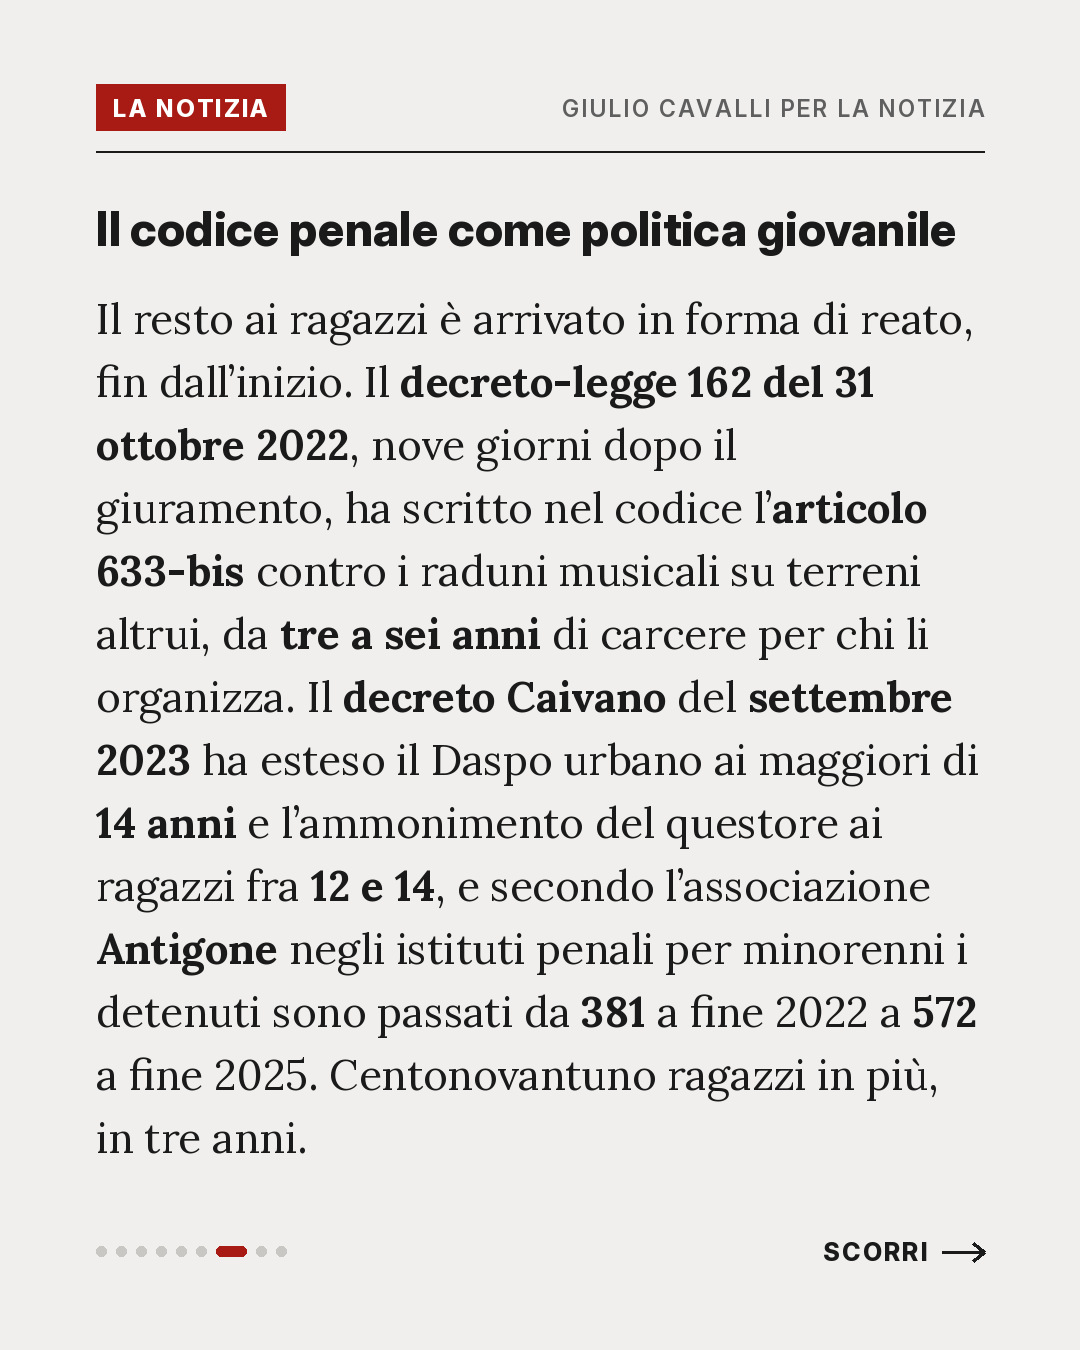 LA NOTIZIA
GIULIO CAVALLI PER LA NOTIZIA
Il codice penale come politica giovanile
Il resto ai ragazzi è arrivato in forma di reato,
fin dall’inizio. Il decreto-legge 162 del 31
ottobre 2022, nove giorni dopo il
giuramento, ha scritto nel codice l’articolo
633-bis contro i raduni musicali su terreni
altrui, da tre a sei anni di carcere per chi li
organizza. Il decreto Caivano del settembre
2023 ha esteso il Daspo urbano ai maggiori di
14 anni e l’ammonimento del questore ai
ragazzi fra 12 e 14, e secondo l’associazione
Antigone negli istituti penali per minorenni i
detenuti sono passati da 381 a fine 2022 a 572
a fine 2025. Centonovantuno ragazzi in più,
in tre anni.
SCORRI